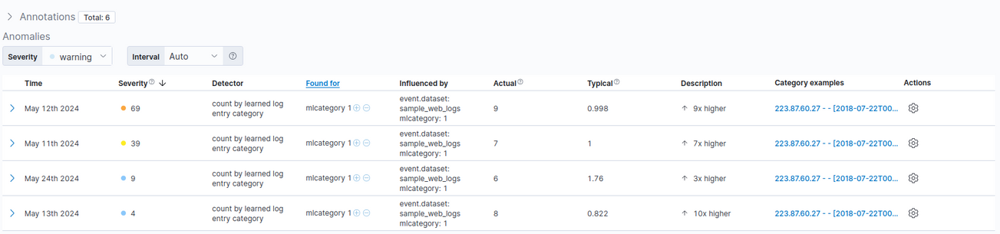 Annotations Total: 6
Anomalies
Severity warning Interval Auto
Time Severity Detector Found for Influenced by Actual Typical Description Category examples Actions
May 12th 2024 69 count by learned log entry category mlcategory 1 event.dataset: sample_web_logs mlcategory: 1 9 0.998 ↑ 9x higher 223.87.60.27 - - [2018-07-22T00...
May 11th 2024 39 count by learned log entry category mlcategory 1 event.dataset: sample_web_logs mlcategory: 1 7 1 ↑ 7x higher 223.87.60.27 - - [2018-07-22T00...
May 24th 2024 9 count by learned log entry category mlcategory 1 event.dataset: sample_web_logs mlcategory: 1 6 1.76 ↑ 3x higher 223.87.60.27 - - [2018-07-22T00...
May 13th 2024 4 count by learned log entry category mlcategory 1 event.dataset: sample_web_logs mlcategory: 1 8 0.822 ↑ 10x higher 223.87.60.27 - - [2018-07-22T00...